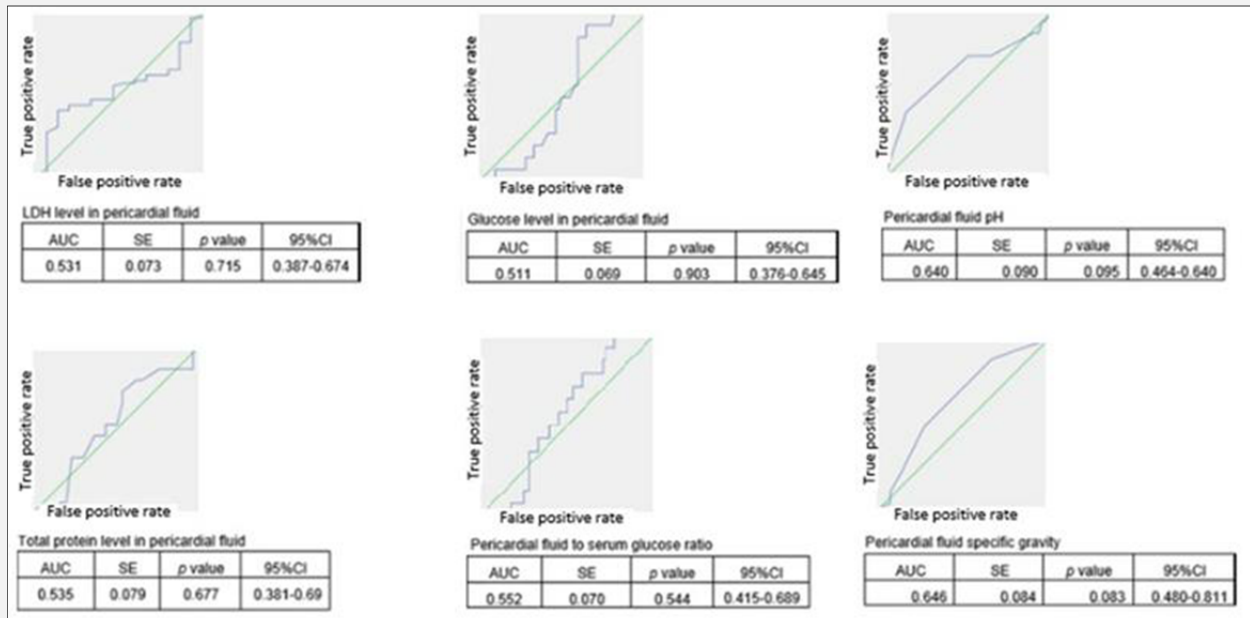 True positive rate
False positive rate
LDH level in pericardial fluid
AUC SE p value 95%CI
0.531 0.073 0.715 0.387-0.674
True positive rate
False positive rate
Glucose level in pericardial fluid
AUC SE p value 95%CI
0.511 0.069 0.903 0.376-0.645
True positive rate
False positive rate
Pericardial fluid pH
AUC SE p value 95%CI
0.640 0.090 0.095 0.464-0.640
True positive rate
False positive rate
Total protein level in pericardial fluid
AUC SE p value 95%CI
0.535 0.079 0.677 0.381-0.69
True positive rate
False positive rate
Pericardial fluid to serum glucose ratio
AUC SE p value 95%CI
0.552 0.070 0.544 0.415-0.689
True positive rate
False positive rate
Pericardial fluid specific gravity
AUC SE p value 95%CI
0.646 0.084 0.083 0.480-0.811